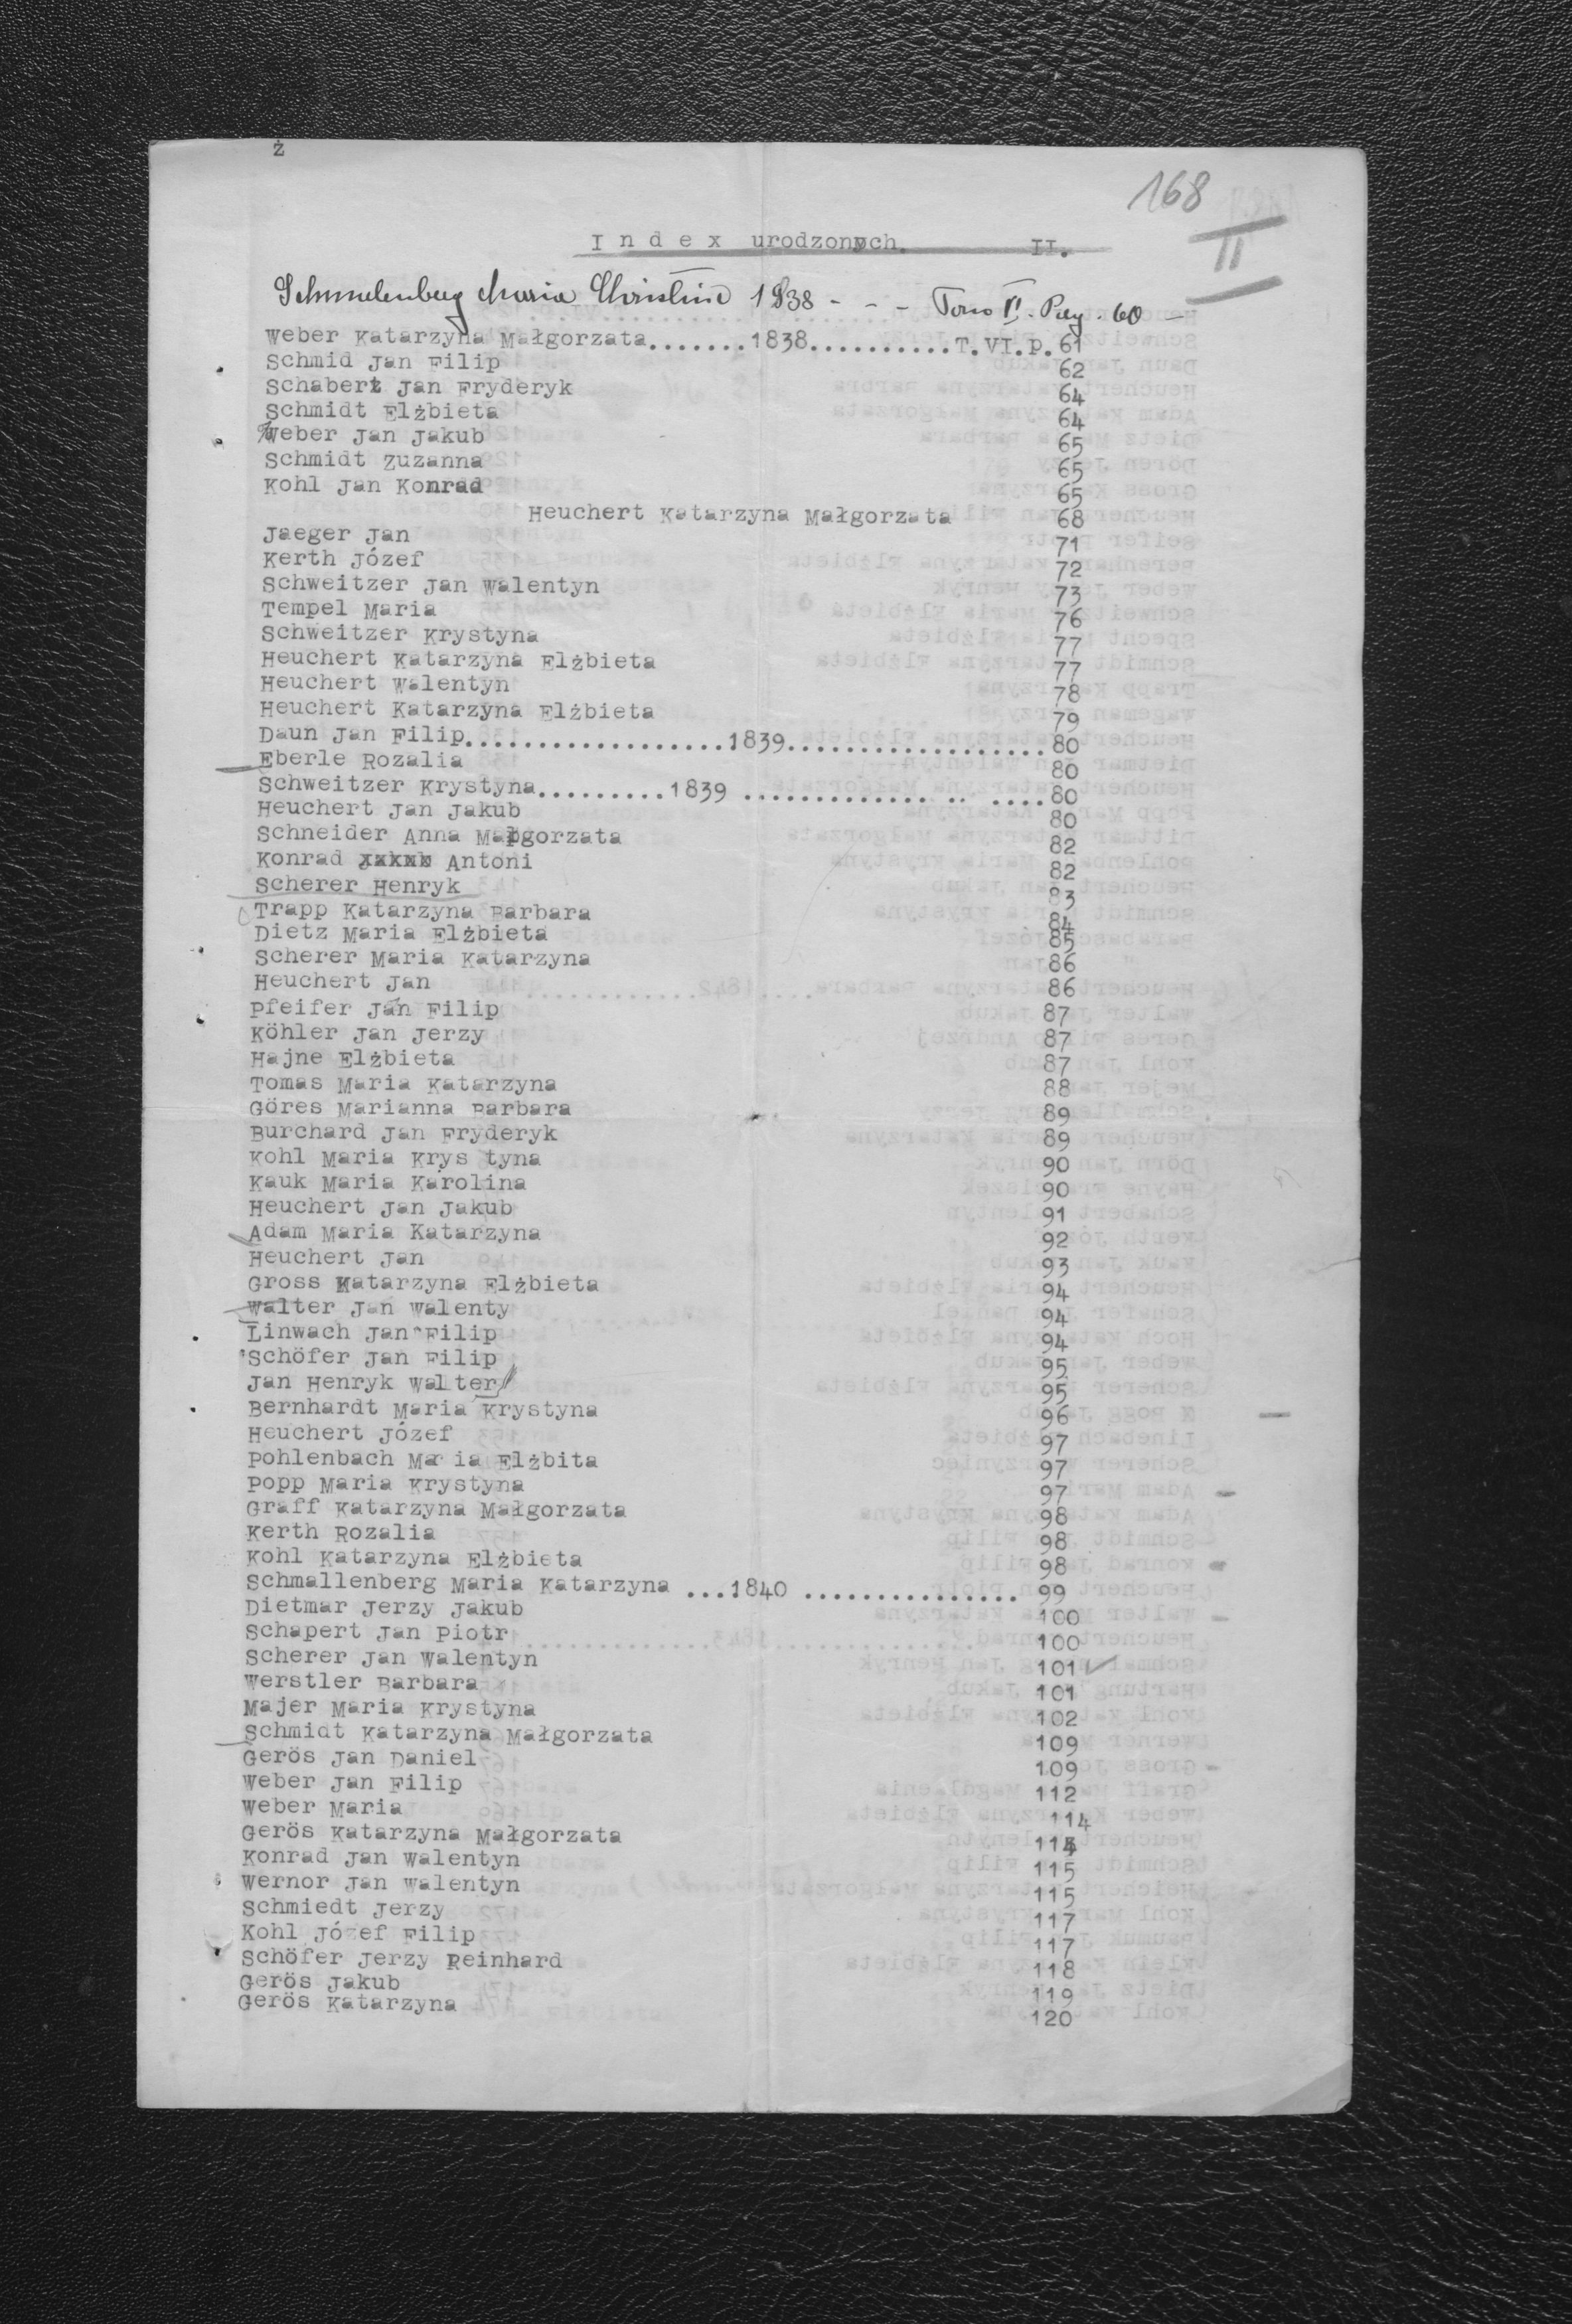 ż
168
II
Index urodzonych. II.
Schmelenberg Maria Christine 1838 - - - Tomo VI. Pag. 60 -
Weber Katarzyna Małgorzata........1838...........T.VI.p. 61
Schmid Jan Filip 62
Schabert Jan Fryderyk 64
Schmidt Elżbieta 64
Weber Jan Jakub 65
Schmidt Zuzanna 65
Kohl Jan Konrad 65
Heuchert Katarzyna Małgorzata 68
Jaeger Jan 71
Kerth Józef 72
Schweitzer Jan Walentyn 73
Tempel Maria 76
Schweitzer Krystyna 77
Heuchert Katarzyna Elżbieta 77
Heuchert Walentyn 78
Heuchert Katarzyna Elżbieta 79
Daun Jan Filip......................1839......................80
Eberle Rozalia 80
Schweitzer Krystyna..........1839 .............. .. ....80
Heuchert Jan Jakub 80
Schneider Anna Małgorzata 82
Konrad Antoni 82
Scherer Henryk 83
Trapp Katarzyna Barbara 84
Dietz Maria Elżbieta 85
Scherer Maria Katarzyna 86
Heuchert Jan 86
Pfeifer Jan Filip 87
Köhler Jan Jerzy 87
Hajne Elżbieta 87
Tomas Maria Katarzyna 88
Göres Marianna Barbara 89
Burchard Jan Fryderyk 89
Kohl Maria Krys tyna 90
Kauk Maria Karolina 90
Heuchert Jan Jakub 91
Adam Maria Katarzyna 92
Heuchert Jan 93
Gross Katarzyna Elżbieta 94
Walter Jan Walenty 94
Linwach Jan Filip 94
Schöfer Jan Filip 95
Jan Henryk Walter 95
Bernhardt Maria Krystyna 96
Heuchert Józef 97
Pohlenbach Maria Elżbita 97
Popp Maria Krystyna 97
Graff Katarzyna Małgorzata 98
Kerth Rozalia 98
Kohl Katarzyna Elżbieta 98
Schmallenberg Maria Katarzyna ...1840 ................ 99
Dietmar Jerzy Jakub 100
Schapert Jan Piotr 100
Scherer Jan Walentyn 101
Werstler Barbara 101
Majer Maria Krystyna 102
Schmidt Katarzyna Małgorzata 109
Gerös Jan Daniel 109
Weber Jan Filip 112
Weber Maria 114
Gerös Katarzyna Małgorzata 114
Konrad Jan Walentyn 115
Wernor Jan Walentyn 115
Schmiedt Jerzy 117
Kohl Józef Filip 117
Schöfer Jerzy Reinhard 118
Gerös Jakub 119
Gerös Katarzyna 120